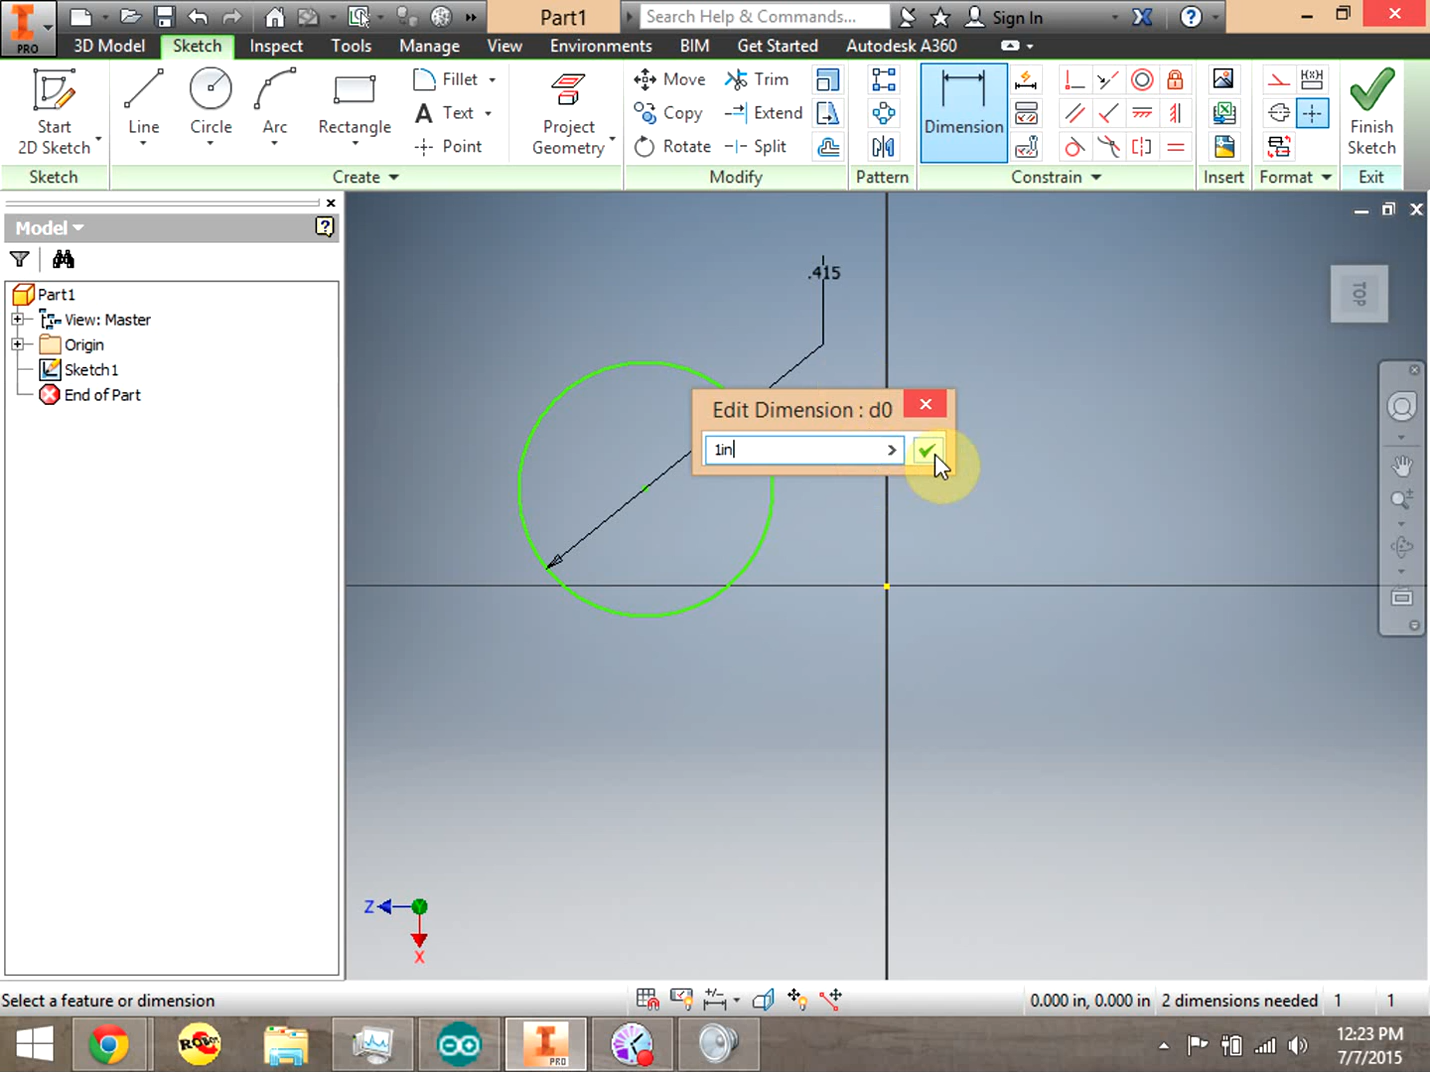 Part1
Search Help & Commands...
Sign In
PRO
3D Model
Sketch
Inspect
Tools
Manage
View
Environments
BIM
Get Started
Autodesk A360
Start
2D Sketch
Line
Circle
Arc
Rectangle
Fillet
Text
Point
Project
Geometry
Move
Copy
Rotate
Trim
Extend
Split
Dimension
Finish
Sketch
Sketch
Create
Modify
Pattern
Constrain
Insert
Format
Exit
Model
Part1
View: Master
Origin
Sketch1
End of Part
.415
TOP
Edit Dimension : d0
1in
Z
X
Select a feature or dimension
0.000 in, 0.000 in
2 dimensions needed
1
1
PRO
12:23 PM
7/7/2015